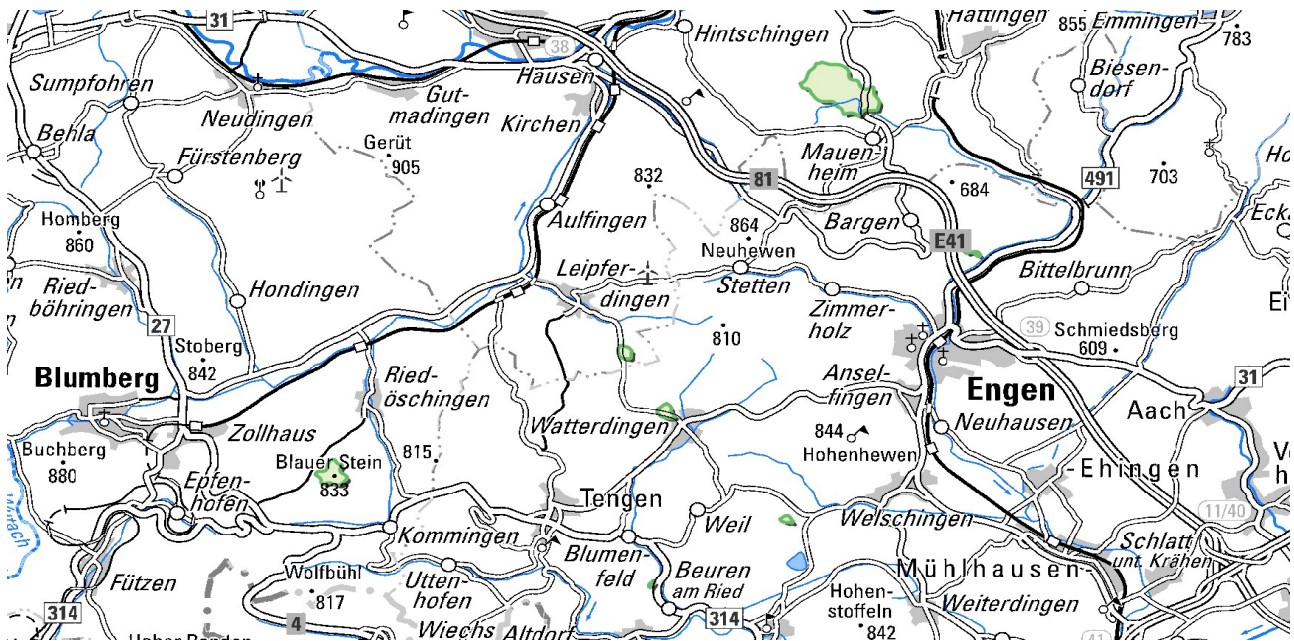 31
38
Hintschingen
Hattingen
855
Emmingen
783
Sumpfohren
Hausen
Biesen-
dorf
Gut-
madingen
Neudingen
Kirchen
Behla
Gerüt
905
Mauen-
heim
Fürstenberg
832
81
684
491
703
Homberg
860
Aulfingen
864
Neuhewen
Bargen
E41
Ried-
böhringen
Hondingen
Leipfer-
dingen
Stetten
Bittelbrunn
Zimmer-
holz
27
Stoberg
842
810
39
Schmiedsberg
609
Blumberg
Ried-
öschingen
Ansel-
fingen
Engen
31
Aach
Zollhaus
Watterdingen
844
Hohenhewen
Neuhausen
Buchberg
880
Blauer Stein
833
815
-Ehingen
Epfen-
hofen
Tengen
Weil
Welschingen
11/40
Wutach
Kommingen
Blumen-
feld
Schlatt
unt. Krähen
Fützen
Wolfbühl
817
Utten-
hofen
Beuren
am Ried
Mühlhausen-
Hohen-
stoffeln
842
Weiterdingen
314
4
Wiechs
Altdorf
314
41